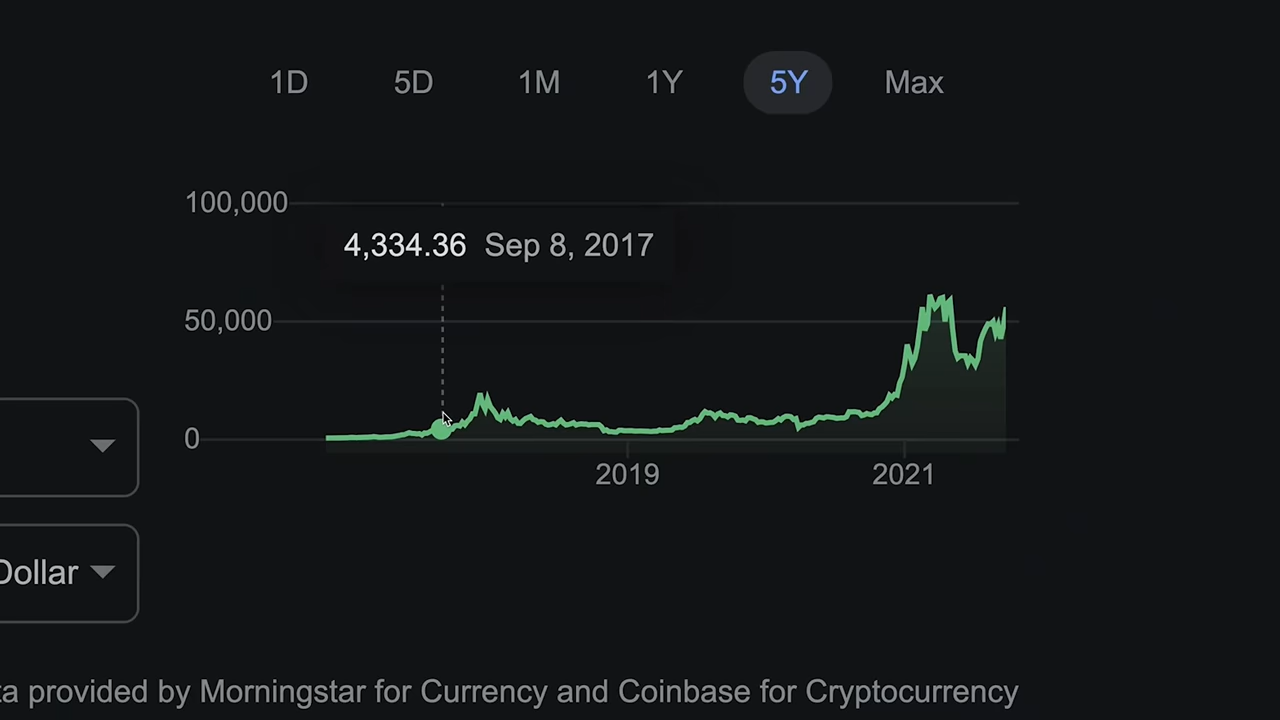 1D 5D 1M 1Y 5Y Max
100,000
4,334.36 Sep 8, 2017
50,000
0
2019 2021
Dollar
ta provided by Morningstar for Currency and Coinbase for Cryptocurrency